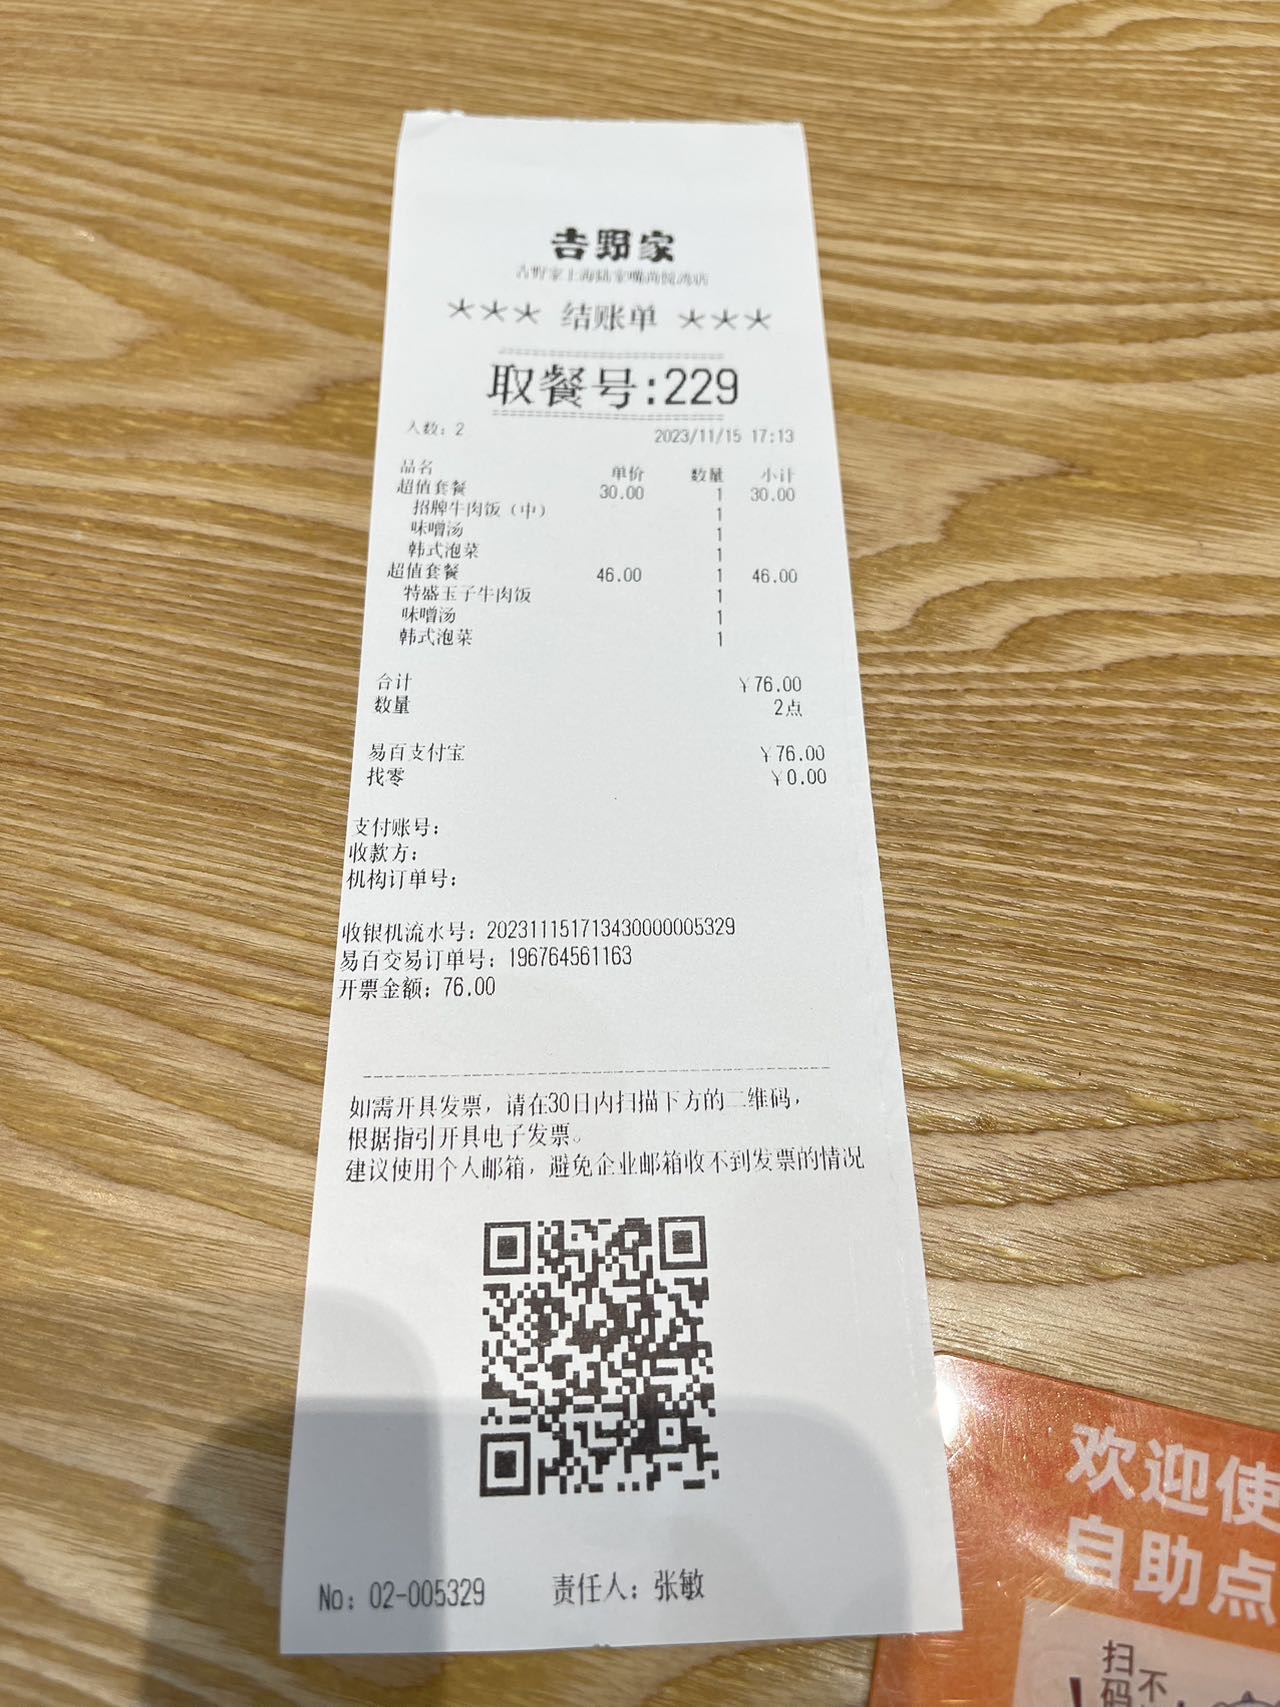 吉野家
吉野家上海陆家嘴尚悦湾店
*** 结账单 ***
取餐号:229
人数: 2 2023/11/15 17:13
品名 单价 数量 小计
超值套餐 30.00 1 30.00
招牌牛肉饭（中） 1
味噌汤 1
韩式泡菜 1
超值套餐 46.00 1 46.00
特盛玉子牛肉饭 1
味噌汤 1
韩式泡菜 1
合计 ¥76.00
数量 2点
易百支付宝 ¥76.00
找零 ¥0.00
支付账号:
收款方:
机构订单号:
收银机流水号: 2023111517134300000005329
易百交易订单号: 196764561163
开票金额: 76.00
如需开具发票，请在30日内扫描下方的二维码，
根据指引开具电子发票。
建议使用个人邮箱，避免企业邮箱收不到发票的情况
No: 02-005329 责任人: 张敏
欢迎使
自助点
扫码
不